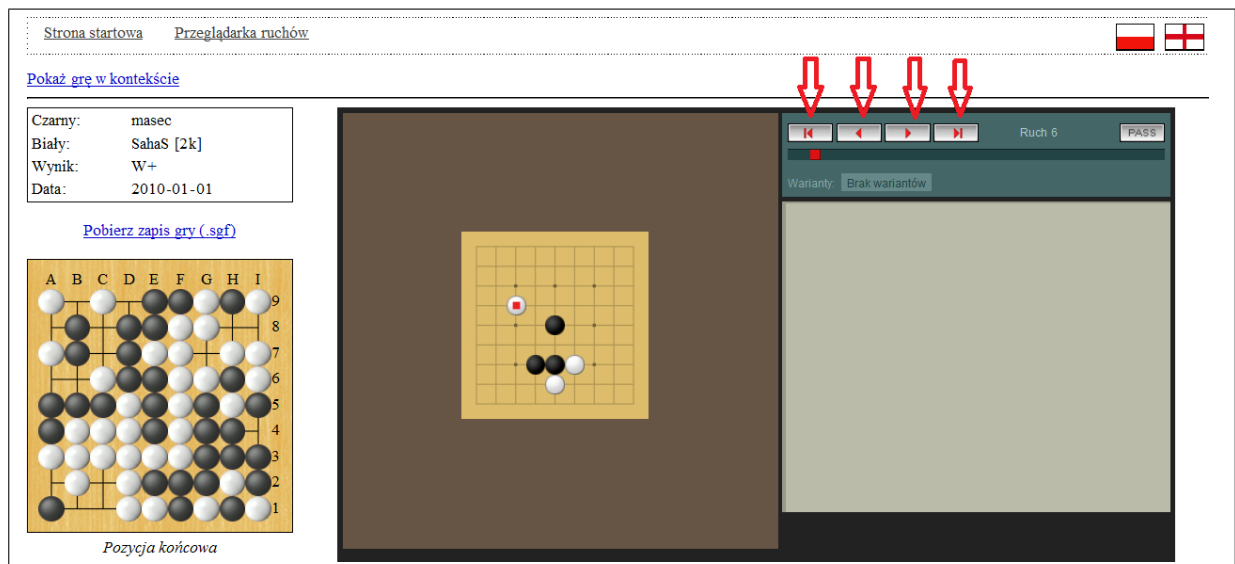 Strona startowa Przeglądarka ruchów
Pokaż grę w kontekście
Czarny: masec
Biały: SahaS [2k]
Wynik: W+
Data: 2010-01-01
Pobierz zapis gry (.sgf)
A B C D E F G H I
9
8
7
6
5
4
3
2
1
Pozycja końcowa
Ruch 6 PASS
Warianty: Brak wariantów